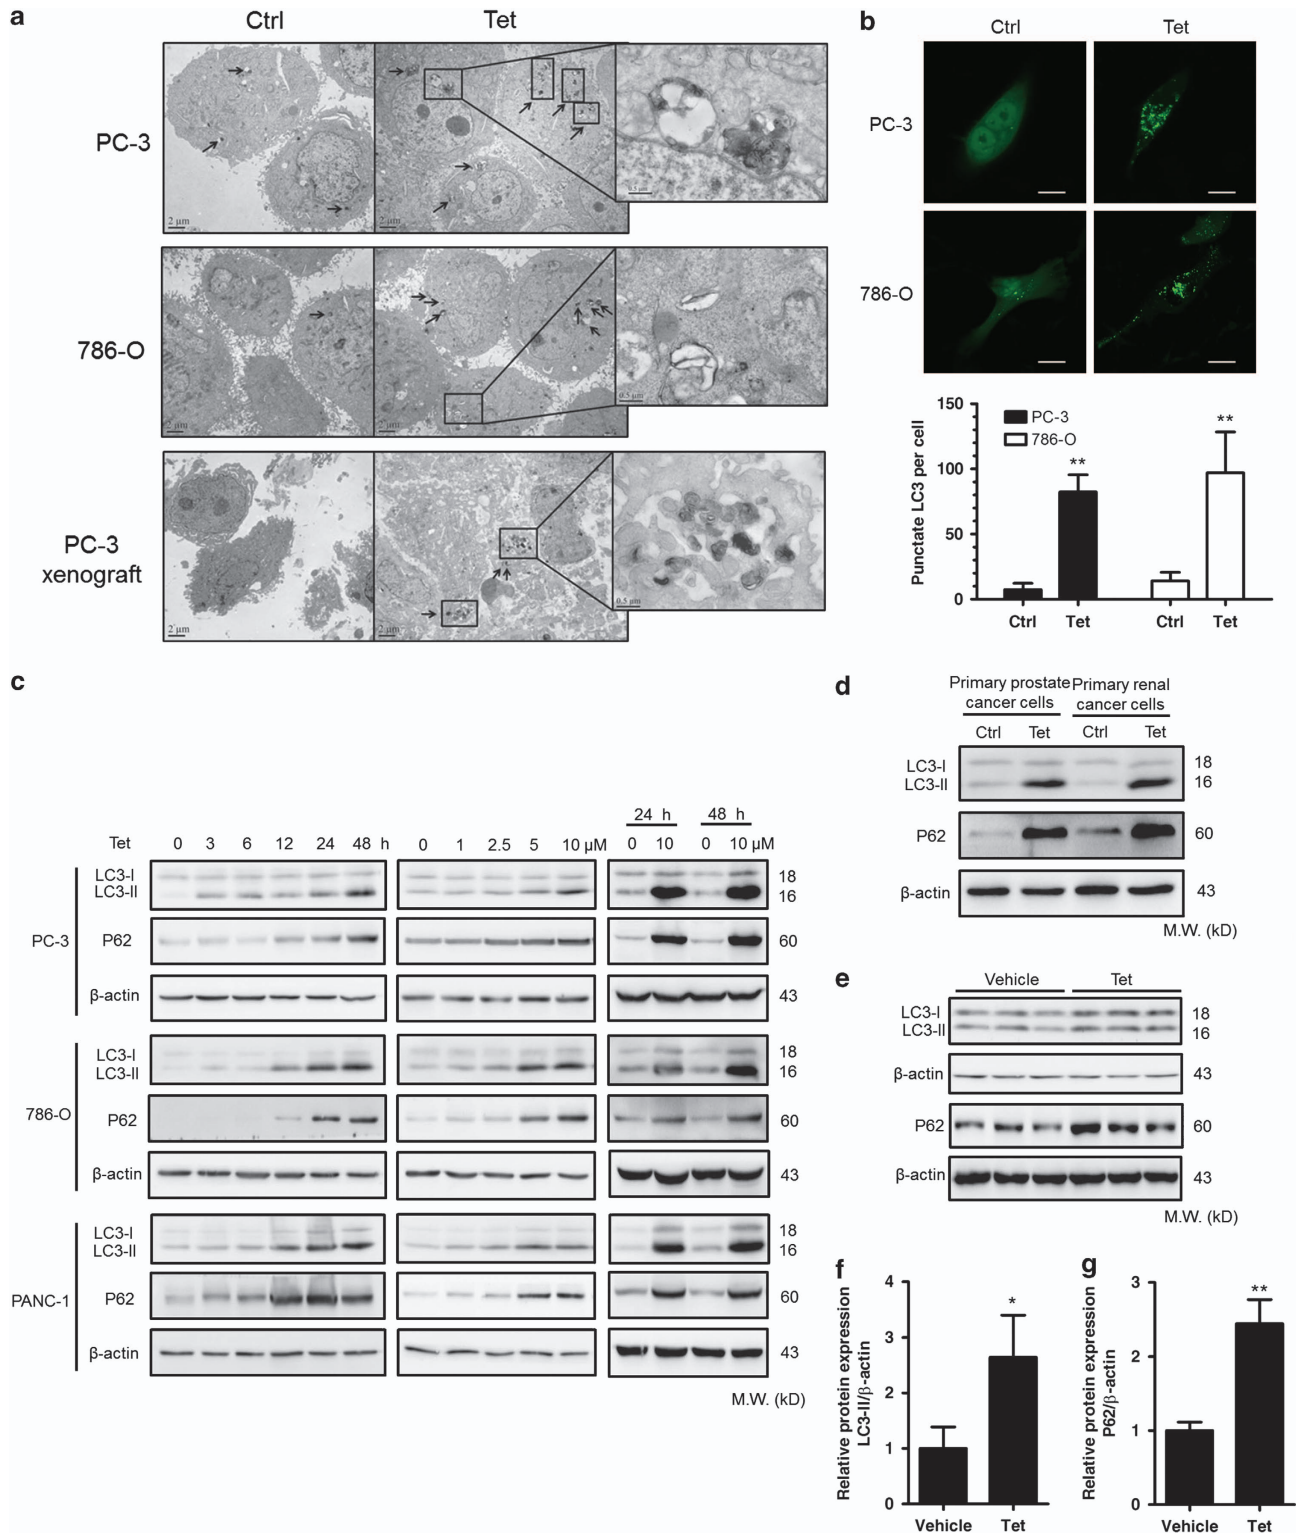 a
Ctrl Tet
PC-3
2 µm 2 µm 0.5 µm
786-O
2 µm 2 µm 0.5 µm
PC-3
xenograft
2 µm 2 µm 0.5 µm
b
Ctrl Tet
PC-3
786-O
Punctate LC3 per cell
150
100
50
0
PC-3
786-O
**
**
Ctrl Tet Ctrl Tet
c
24 h 48 h
Tet 0 3 6 12 24 48 h 0 1 2.5 5 10 µM 0 10 0 10 µM
PC-3
LC3-I 18
LC3-II 16
P62 60
β-actin 43
786-O
LC3-I 18
LC3-II 16
P62 60
β-actin 43
PANC-1
LC3-I 18
LC3-II 16
P62 60
β-actin 43
M.W. (kD)
d
Primary prostate Primary renal
cancer cells cancer cells
Ctrl Tet Ctrl Tet
LC3-I 18
LC3-II 16
P62 60
β-actin 43
M.W. (kD)
e
Vehicle Tet
LC3-I 18
LC3-II 16
β-actin 43
P62 60
β-actin 43
M.W. (kD)
f
Relative protein expression
LC3-II/β-actin
4
3
2
1
0
*
Vehicle Tet
g
Relative protein expression
P62/β-actin
3
2
1
0
**
Vehicle Tet